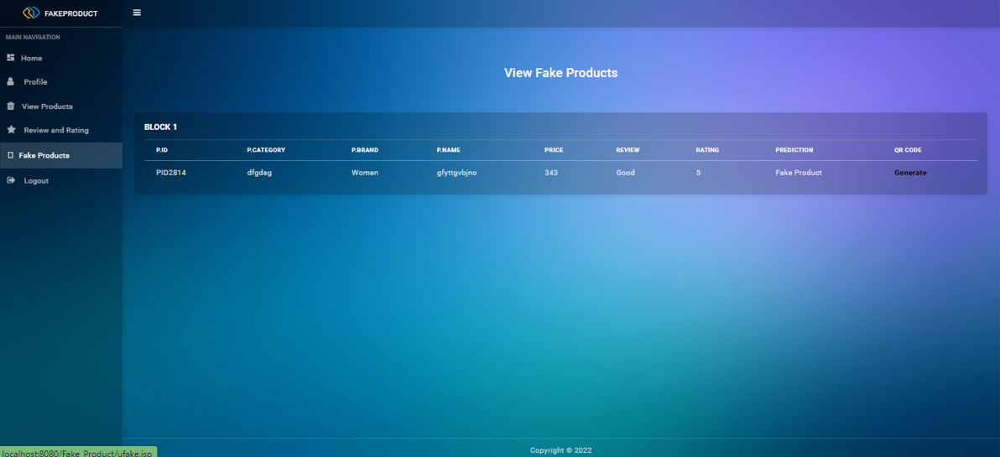 FAKEPRODUCT
MAIN NAVIGATION
Home
Profile
View Products
Review and Rating
Fake Products
Logout
View Fake Products
BLOCK 1
P.ID P.CATEGORY P.BRAND P.NAME PRICE REVIEW RATING PREDICTION QR CODE
PID2814 dfgdsg Women gfyttgvbjno 343 Good 5 Fake Product Generate
Copyright © 2022
localhost:8080/Fake_Product/ufake.jsp